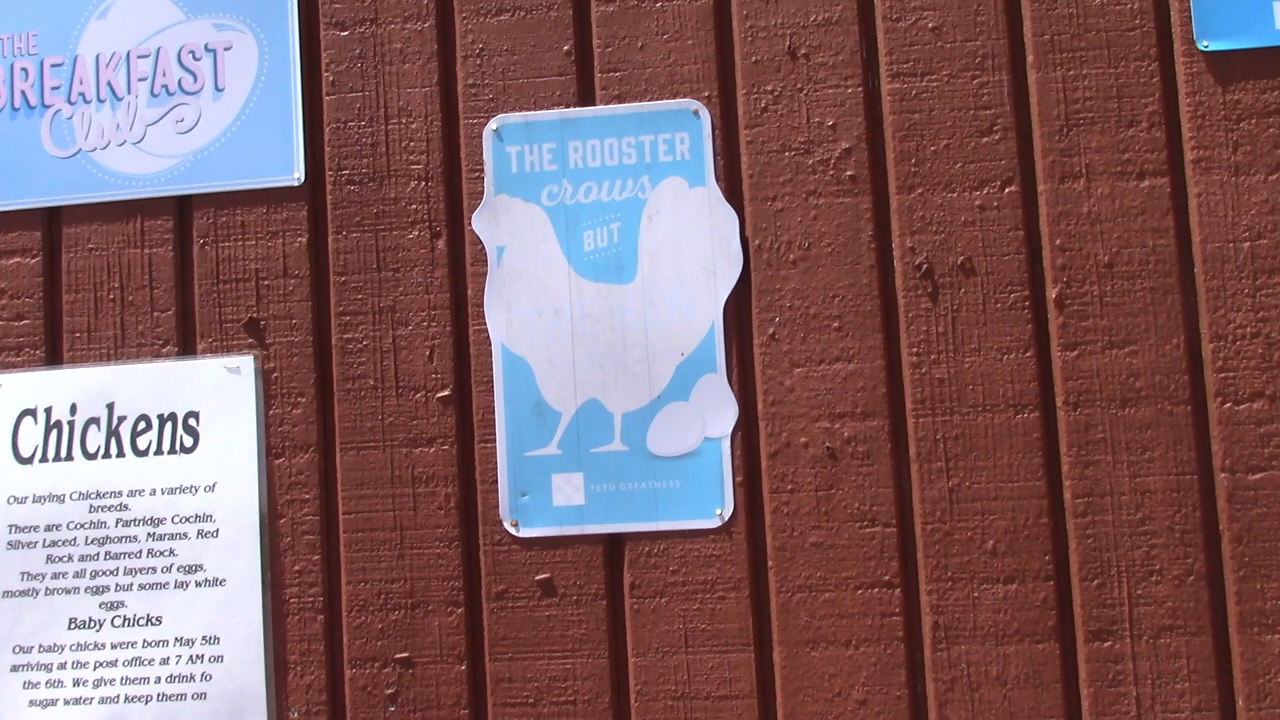 THE
BREAKFAST
Club
THE ROOSTER
crows
BUT
FEED GREATNESS
Chickens
Our laying Chickens are a variety of
breeds.
There are Cochin, Partridge Cochin,
Silver Laced, Leghorns, Marans, Red
Rock and Barred Rock.
They are all good layers of eggs,
mostly brown eggs but some lay white
eggs.
Baby Chicks
Our baby chicks were born May 5th
arriving at the post office at 7 AM on
the 6th. We give them a drink fo
sugar water and keep them on